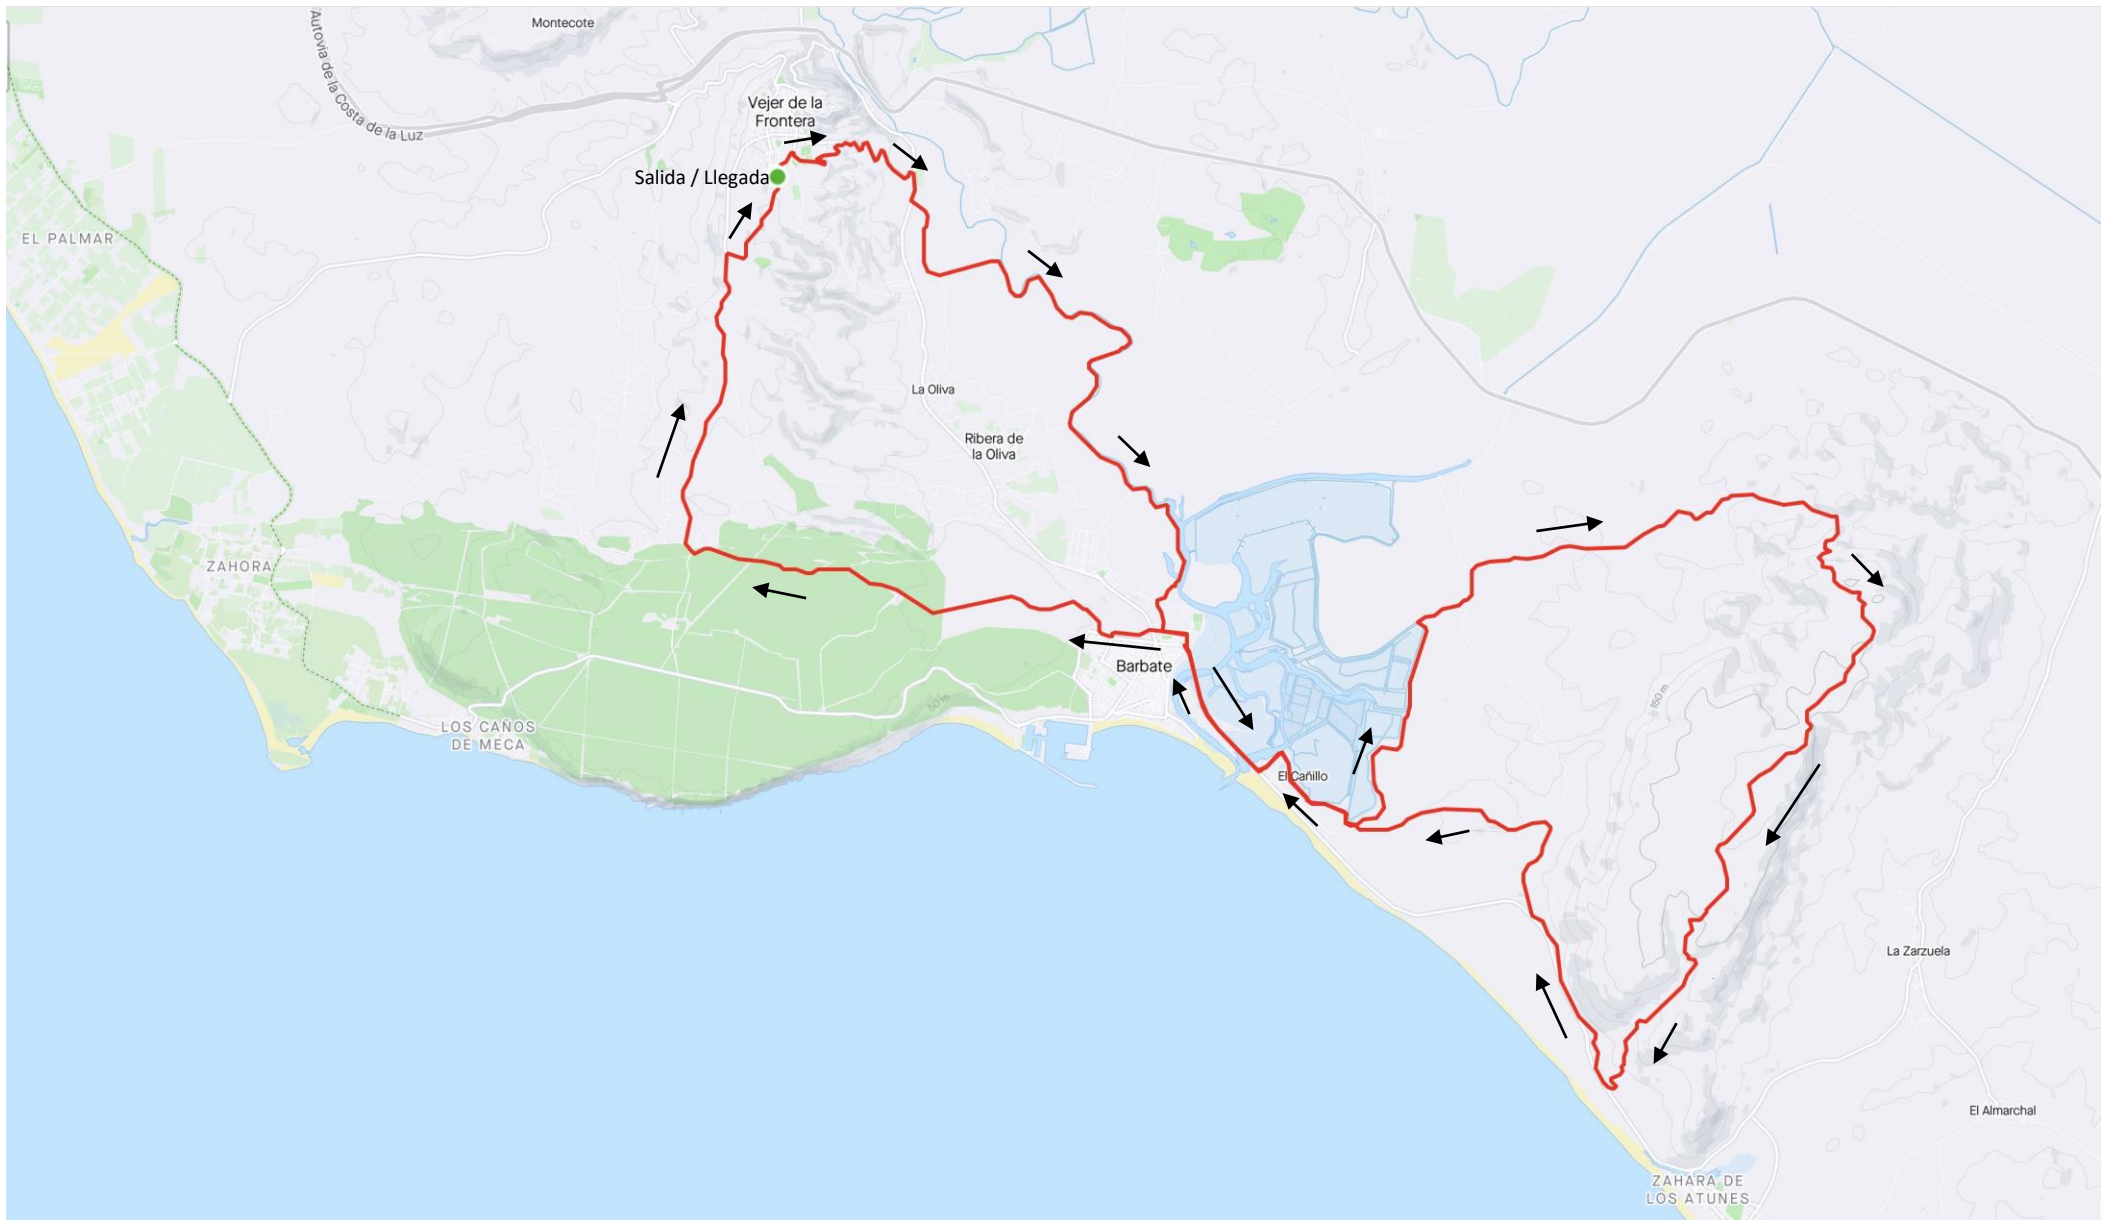 Montecote
Autovía de la Costa de la Luz
Vejer de la
Frontera
Salida / Llegada
EL PALMAR
La Oliva
Ribera de
la Oliva
ZAHORA
Barbate
150 m
50 m
LOS CAÑOS
DE MECA
El Cañillo
La Zarzuela
El Almarchal
ZAHARA DE
LOS ATUNES